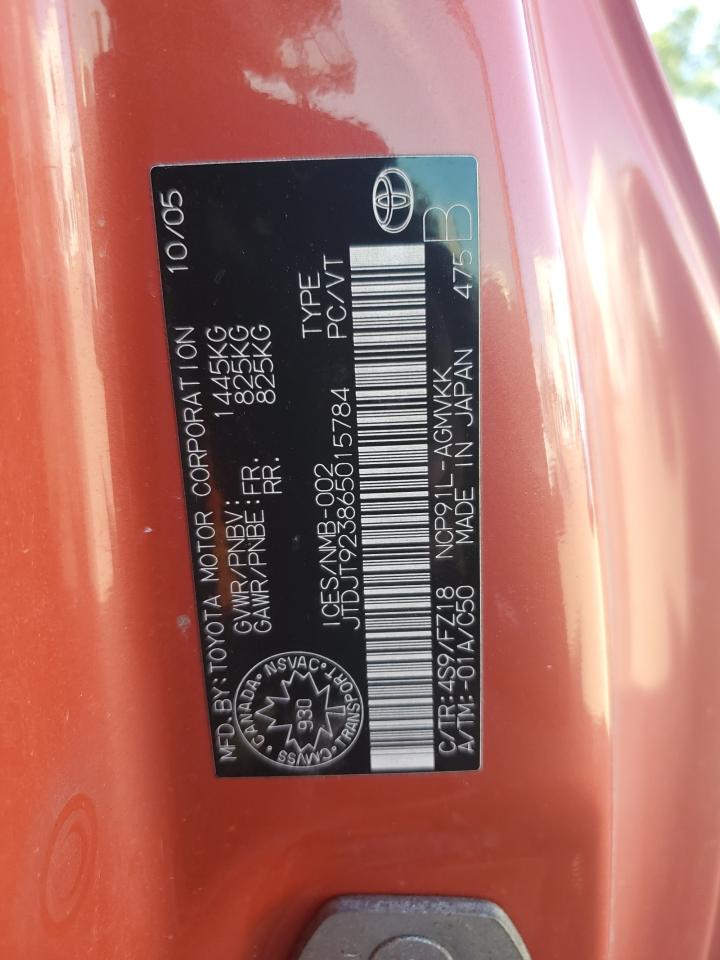 MFD. BY: TOYOTA MOTOR CORPORATION 10/05
GVWR/PNBV: 1445KG
GAWR/PNBE: FR: 825KG
RR. 825KG
CANADA · NSVAC · TRANSPORT · CMVSS
930
ICES/NMB-002
JTDJT923865015784
TYPE
PC/VT
C/TR: 4S9/FZ18 NCP91L-AGMVKK
A/TM: -01A/C50 MADE IN JAPAN 475 B